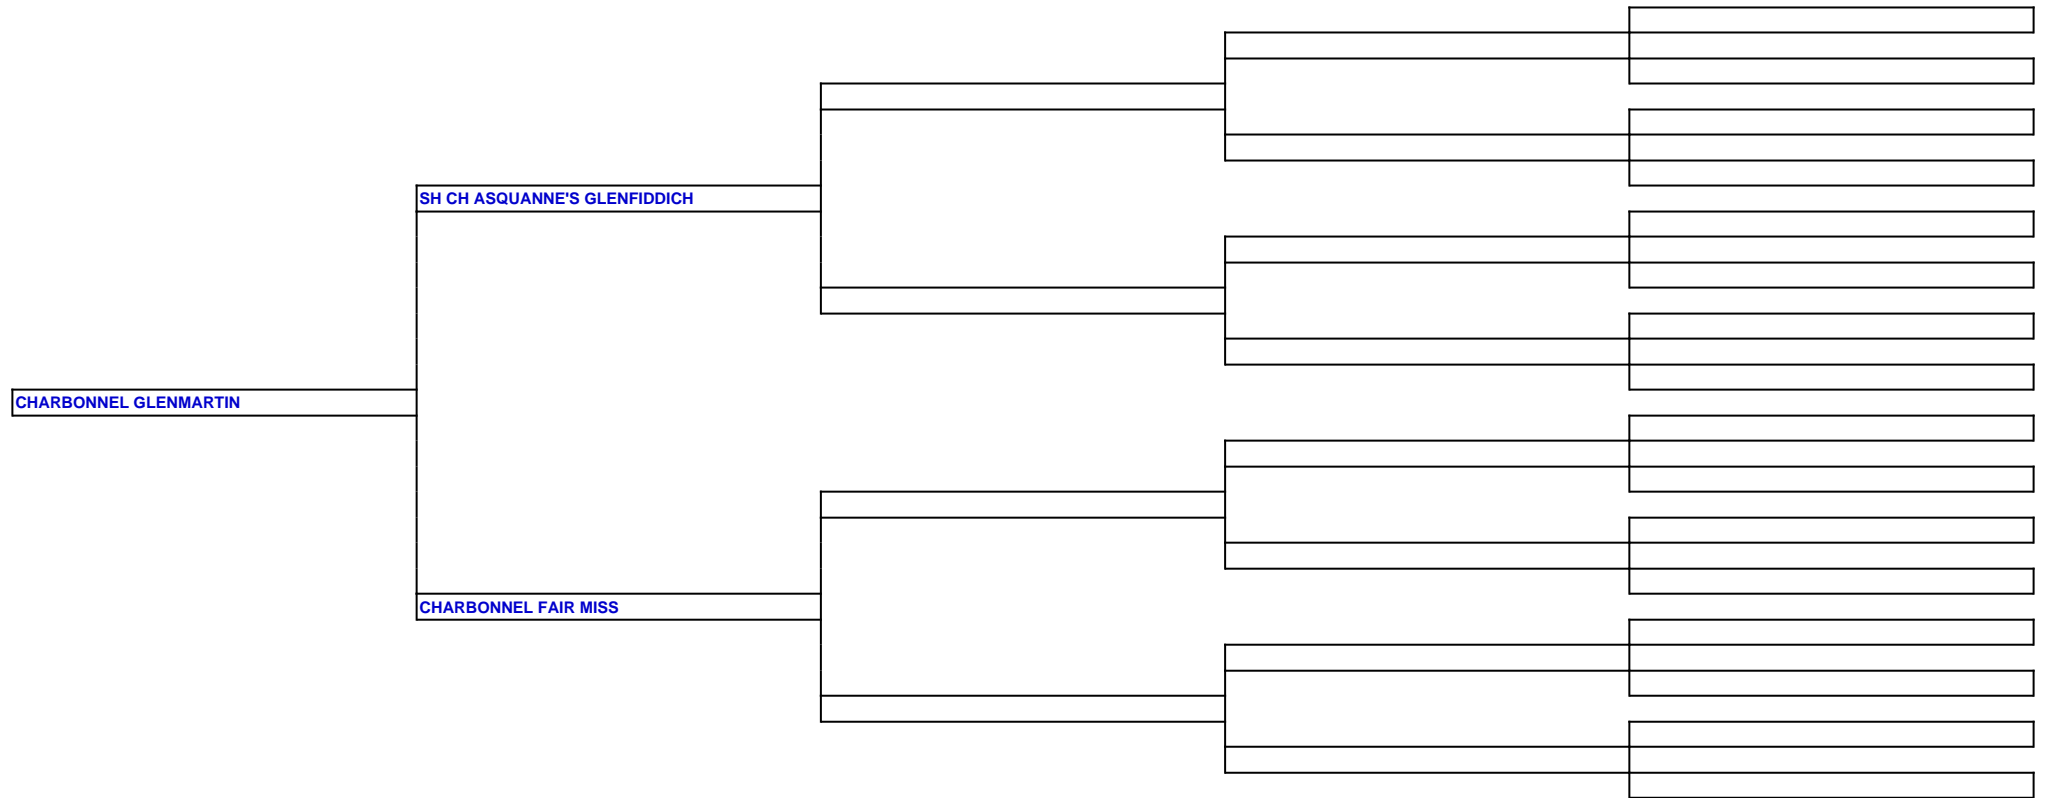 SH CH ASQUANNE'S GLENFIDDICH
CHARBONNEL GLENMARTIN
CHARBONNEL FAIR MISS